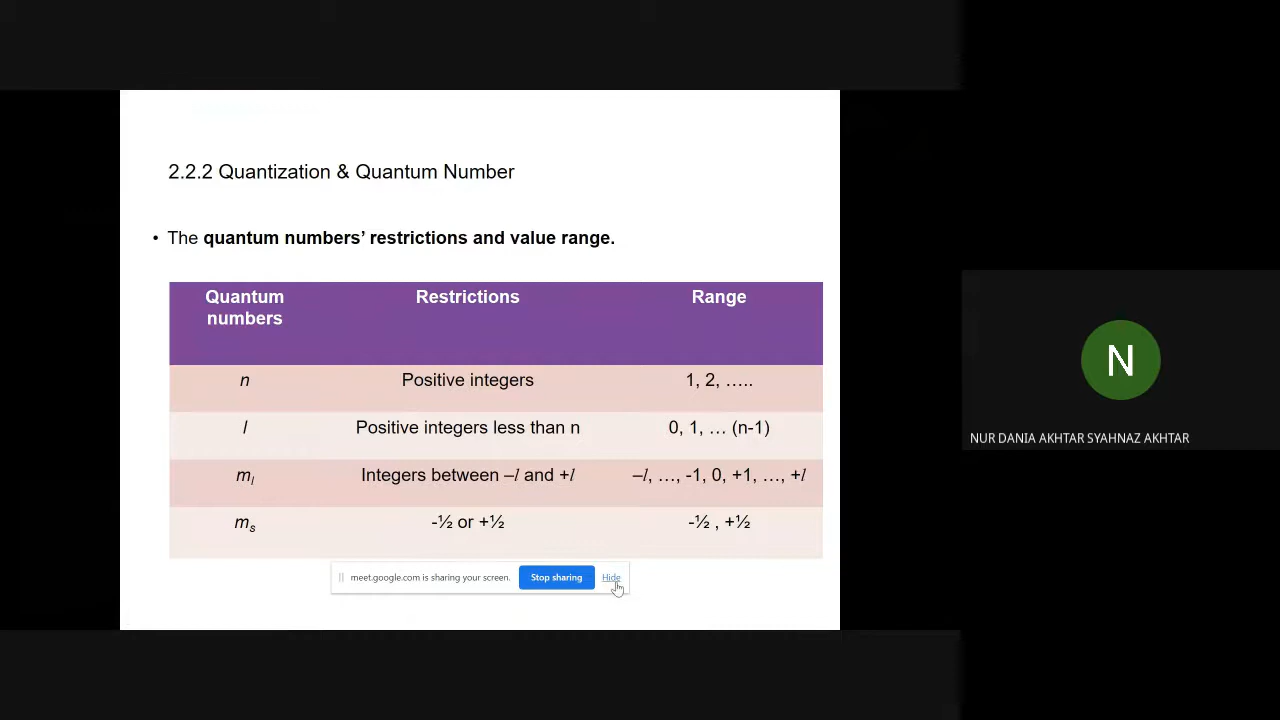 2.2.2 Quantization & Quantum Number
• The quantum numbers’ restrictions and value range.
Quantum numbers Restrictions Range
n Positive integers 1, 2, …..
l Positive integers less than n 0, 1, … (n-1)
ml Integers between –l and +l –l, …, -1, 0, +1, …, +l
ms -½ or +½ -½ , +½
meet.google.com is sharing your screen. Stop sharing Hide
N
NUR DANIA AKHTAR SYAHNAZ AKHTAR